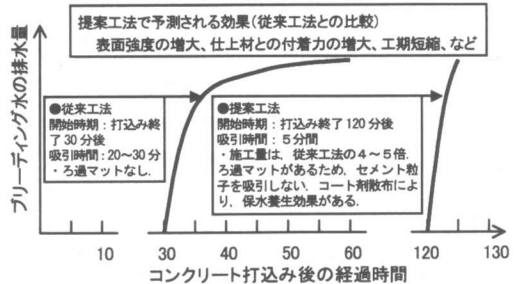 提案工法で予測される効果(従来工法との比較)
表面強度の増大、仕上材との付着力の増大、工期短縮、など
ブリーディング水の排水量
●従来工法
開始時期:打込み終
了30分後
吸引時間:20〜30分
・ろ過マットなし.
●提案工法
開始時期:打込み終了120分後
吸引時間:5分間
・施工量は,従来工法の4〜5倍.
ろ過マットがあるため,セメント粒
子を吸引しない.コート剤散布によ
り,保水養生効果がある.
10 30 40 50 60 120 130
コンクリート打込み後の経過時間